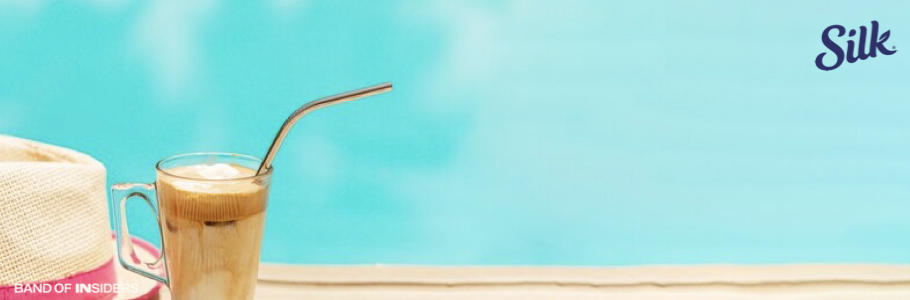 Silk
BAND OF INSIDERS